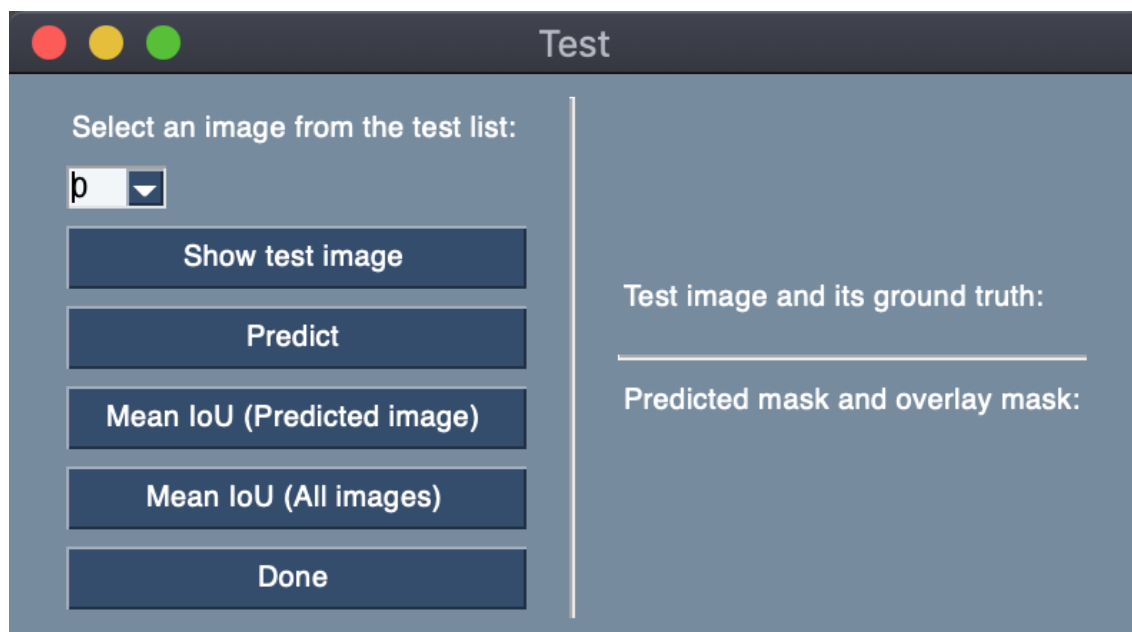 Test
Select an image from the test list:
0
Show test image
Predict
Mean IoU (Predicted image)
Mean IoU (All images)
Done
Test image and its ground truth:
Predicted mask and overlay mask: